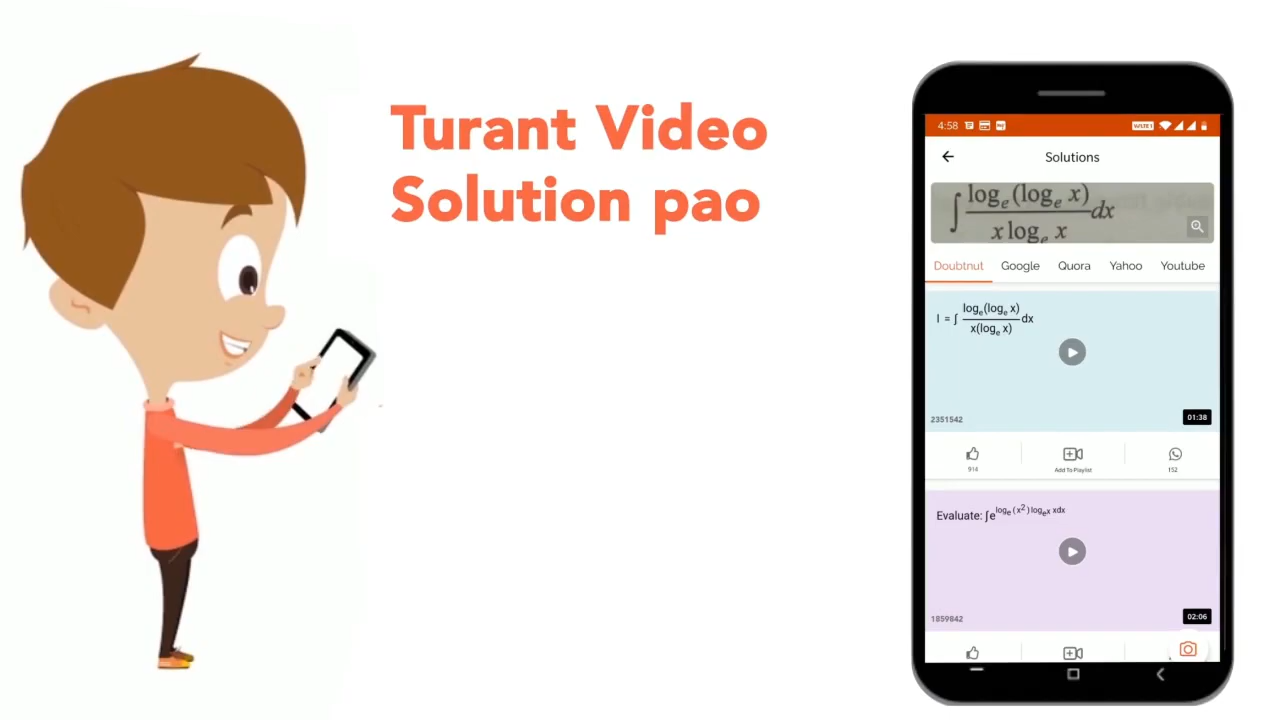 Turant Video
Solution pao
4:58
VoLTE1
Solutions
∫ logₑ(logₑ x) / x logₑ x dx
Doubtnut Google Quora Yahoo Youtube
I = ∫ logₑ(logₑ x) / x(logₑ x) dx
2351542 01:38
914 Add To Playlist 152
Evaluate: ∫e^logₑ(x²)logₑx xdx
1859842 02:06